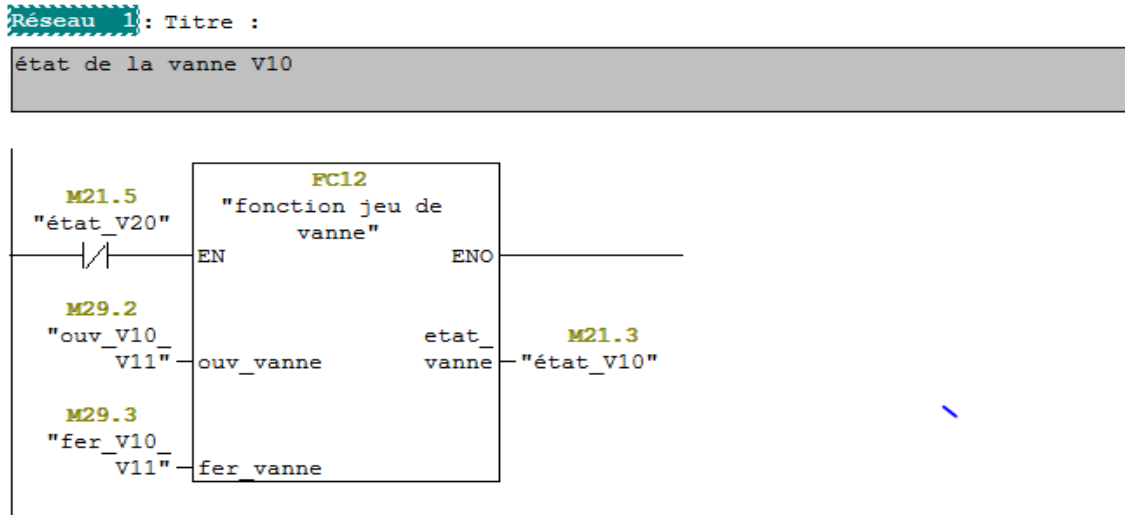 Réseau 1: Titre :
état de la vanne V10
FC12
"fonction jeu de
vanne"
M21.5
"état_V20"
EN
ENO
M29.2
"ouv_V10_
V11"
ouv_vanne
etat_
vanne
M21.3
"état_V10"
M29.3
"fer_V10_
V11"
fer_vanne